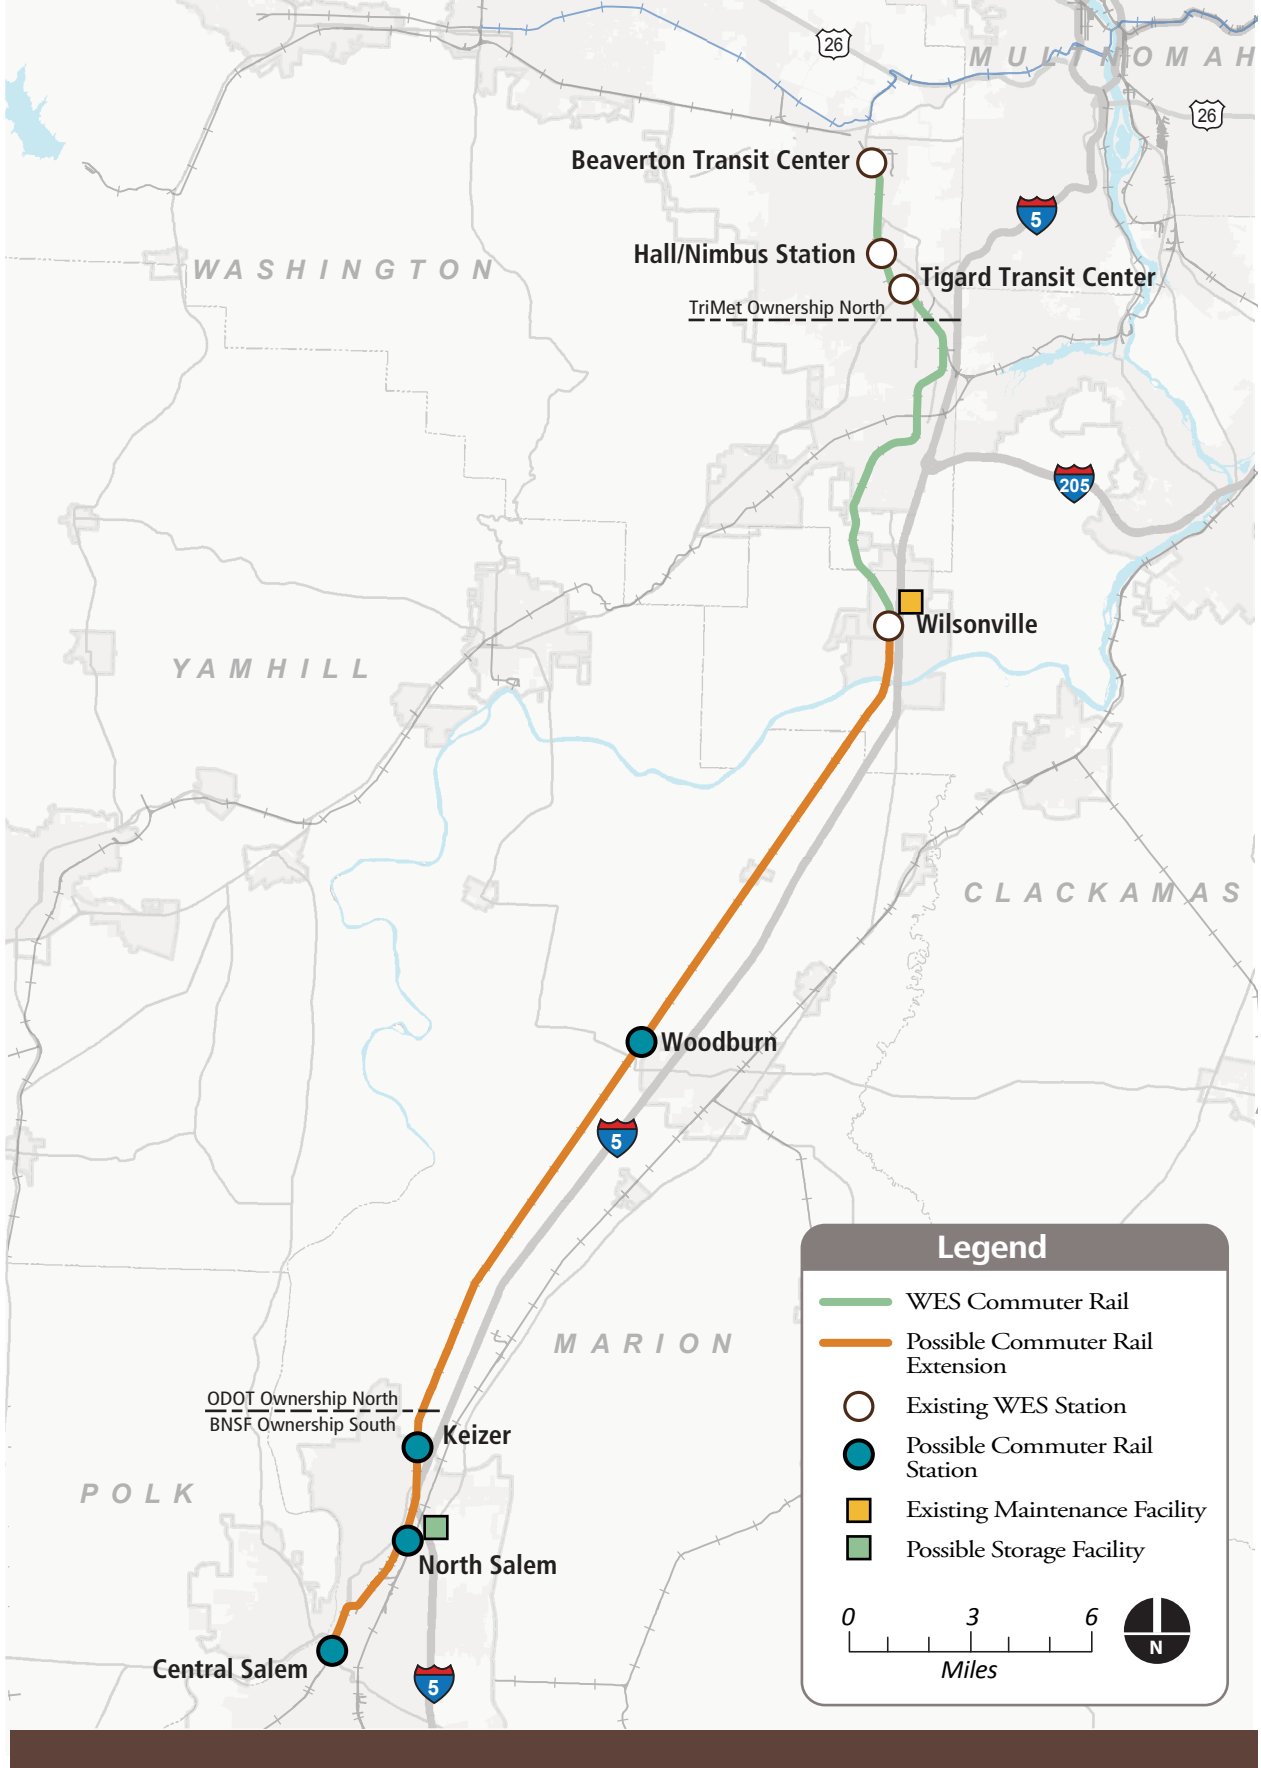 26
MULTNOMAH
26
Beaverton Transit Center
5
Hall/Nimbus Station
WASHINGTON
Tigard Transit Center
TriMet Ownership North
205
Wilsonville
YAMHILL
CLACKAMAS
Woodburn
5
MARION
ODOT Ownership North
BNSF Ownership South
Keizer
POLK
North Salem
Central Salem
5
Legend
WES Commuter Rail
Possible Commuter Rail
Extension
Existing WES Station
Possible Commuter Rail
Station
Existing Maintenance Facility
Possible Storage Facility
0 3 6
Miles
N